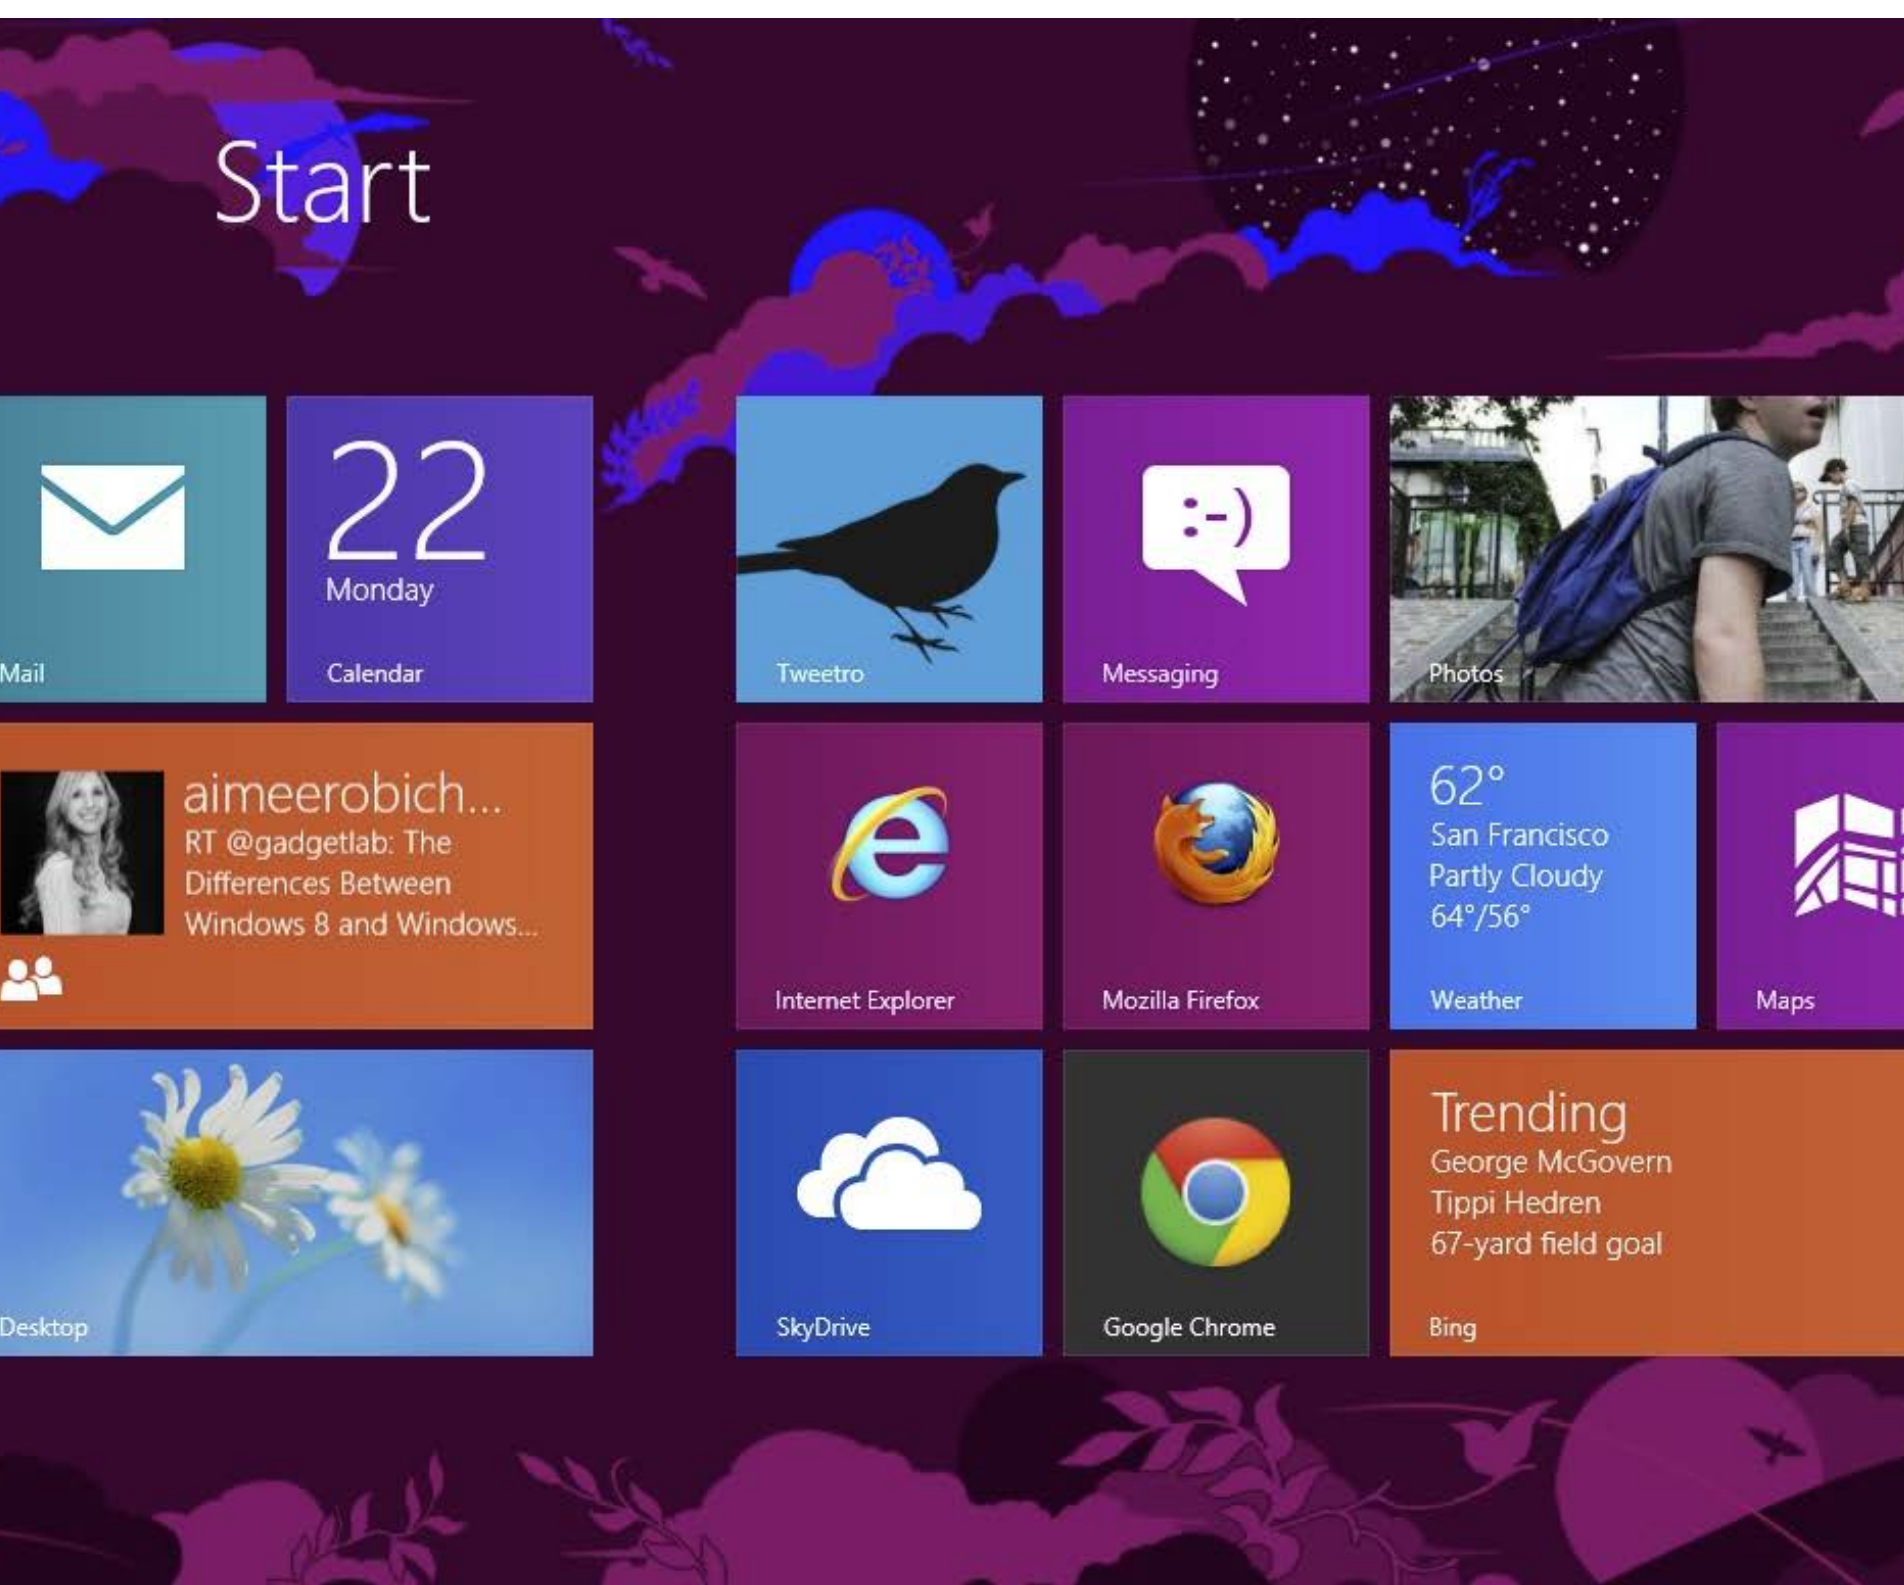 Start
Mail
22
Monday
Calendar
aimeerobich...
RT @gadgetlab: The
Differences Between
Windows 8 and Windows...
Desktop
Tweetro
:-)
Messaging
Photos
Internet Explorer
Mozilla Firefox
62°
San Francisco
Partly Cloudy
64°/56°
Weather
Maps
SkyDrive
Google Chrome
Trending
George McGovern
Tippi Hedren
67-yard field goal
Bing